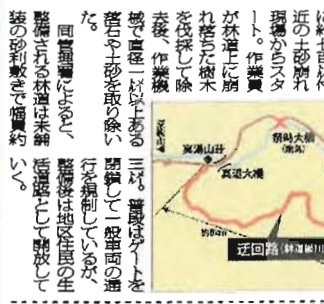 近の土砂崩れ
現場からスタ
ート。作業員
が林道上に崩
れ落ちた樹木
を伐採して除
去後、作業機
械で直径一㍍以上ある
落石や土砂を取り除い
た。
同管理署によると、
整備される林道は未舗
装の砂利敷きで幅員約
三㍍。普段はゲートを
閉鎖して一般車両の通
行を規制しているが、
整備後は地区住民の生
活道路として開放して
いく。
祭畤大橋
真湯山荘
真湯大橋
迂回路